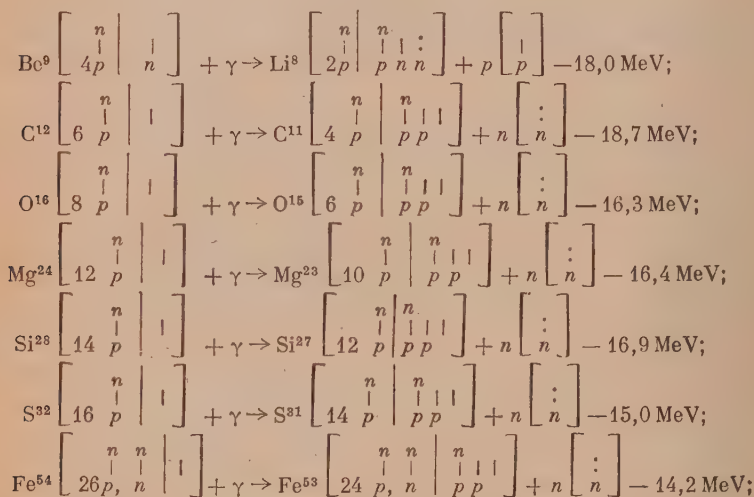 Be⁹ [ 4p–n | n–| ] + γ → Li⁸ [ 2p–n | p–n n| n: ] + p [ p| ] —18,0 MeV;
C¹² [ 6 p–n | | ] + γ → C¹¹ [ 4 p–n | p–n p| | ] + n [ n: ] — 18,7 MeV;
O¹⁶ [ 8 p–n | | ] + γ → O¹⁵ [ 6 p–n | p–n p| | ] + n [ n: ] — 16,3 MeV;
Mg²⁴ [ 12 p–n | | ] + γ → Mg²³ [ 10 p–n | p–n p| | ] + n [ n: ] — 16,4 MeV;
Si²⁸ [ 14 p–n | | ] + γ → Si²⁷ [ 12 p–n | p–n p| | ] + n [ n: ] — 16,9 MeV;
S³² [ 16 p–n | | ] + γ → S³¹ [ 14 p–n | p–n p| | ] + n [ n: ] —15,0 MeV;
Fe⁵⁴ [ 26p–n, n–n | | ] + γ → Fe⁵³ [ 24 p–n, n–n | p–n p| | ] + n [ n: ] — 14,2 MeV;